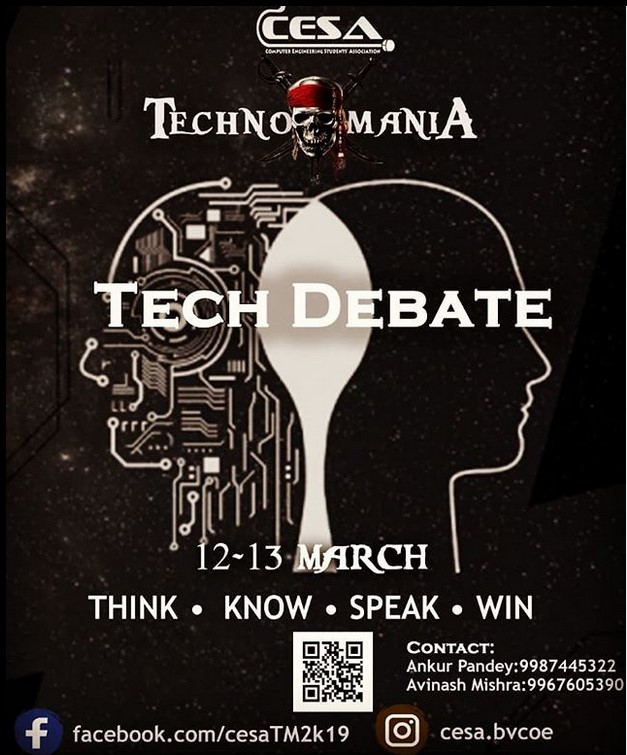 CESA
COMPUTER ENGINEERING STUDENTS' ASSOCIATION
TECHNO MANIA
TECH DEBATE
12-13 MARCH
THINK • KNOW • SPEAK • WIN
CONTACT:
Ankur Pandey:9987445322
Avinash Mishra:9967605390
facebook.com/cesaTM2k19
cesa.bvcoe